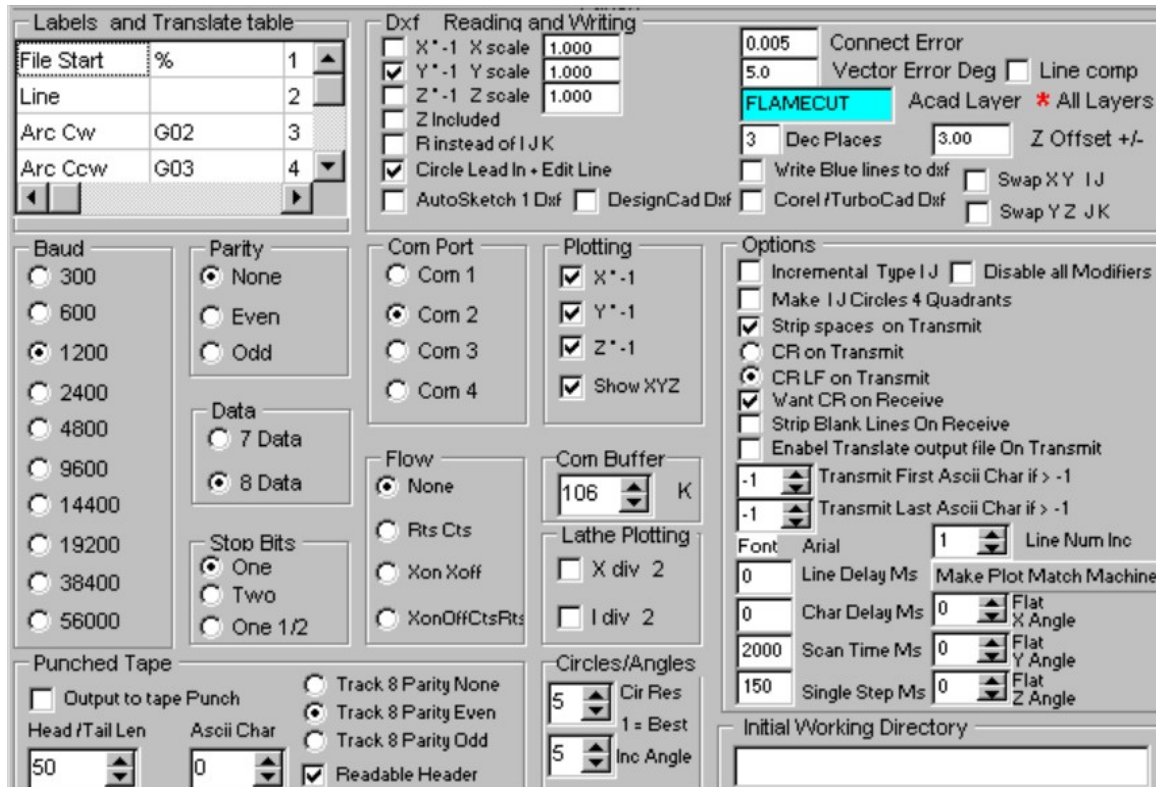 Labels and Translate table
File Start % 1
Line 2
Arc Cw G02 3
Arc Ccw G03 4
Dxf Reading and Writing
X*-1 X scale 1.000
Y*-1 Y scale 1.000
Z*-1 Z scale 1.000
Z Included
R instead of I J K
Circle Lead In + Edit Line
AutoSketch 1 Dxf DesignCad Dxf
0.005 Connect Error
5.0 Vector Error Deg Line comp
FLAMECUT Acad Layer * All Layers
3 Dec Places 3.00 Z Offset +/-
Write Blue lines to dxf Swap X Y I J
Corel /TurboCad Dxf Swap Y Z J K
Baud
300
600
1200
2400
4800
9600
14400
19200
38400
56000
Parity
None
Even
Odd
Data
7 Data
8 Data
Stop Bits
One
Two
One 1/2
Com Port
Com 1
Com 2
Com 3
Com 4
Flow
None
Rts Cts
Xon Xoff
XonOffCtsRts
Plotting
X*-1
Y*-1
Z*-1
Show XYZ
Com Buffer
106 K
Lathe Plotting
X div 2
I div 2
Options
Incremental Type I J Disable all Modifiers
Make I J Circles 4 Quadrants
Strip spaces on Transmit
CR on Transmit
CR LF on Transmit
Want CR on Receive
Strip Blank Lines On Receive
Enabel Translate output file On Transmit
-1 Transmit First Ascii Char if > -1
-1 Transmit Last Ascii Char if > -1
Font Arial 1 Line Num Inc
0 Line Delay Ms Make Plot Match Machine
0 Char Delay Ms 0 Flat X Angle
2000 Scan Time Ms 0 Flat Y Angle
150 Single Step Ms 0 Flat Z Angle
Punched Tape
Output to tape Punch
Head /Tail Len Ascii Char
50 0
Track 8 Parity None
Track 8 Parity Even
Track 8 Parity Odd
Readable Header
Circles/Angles
5 Cir Res
1 = Best
5 Inc Angle
Initial Working Directory